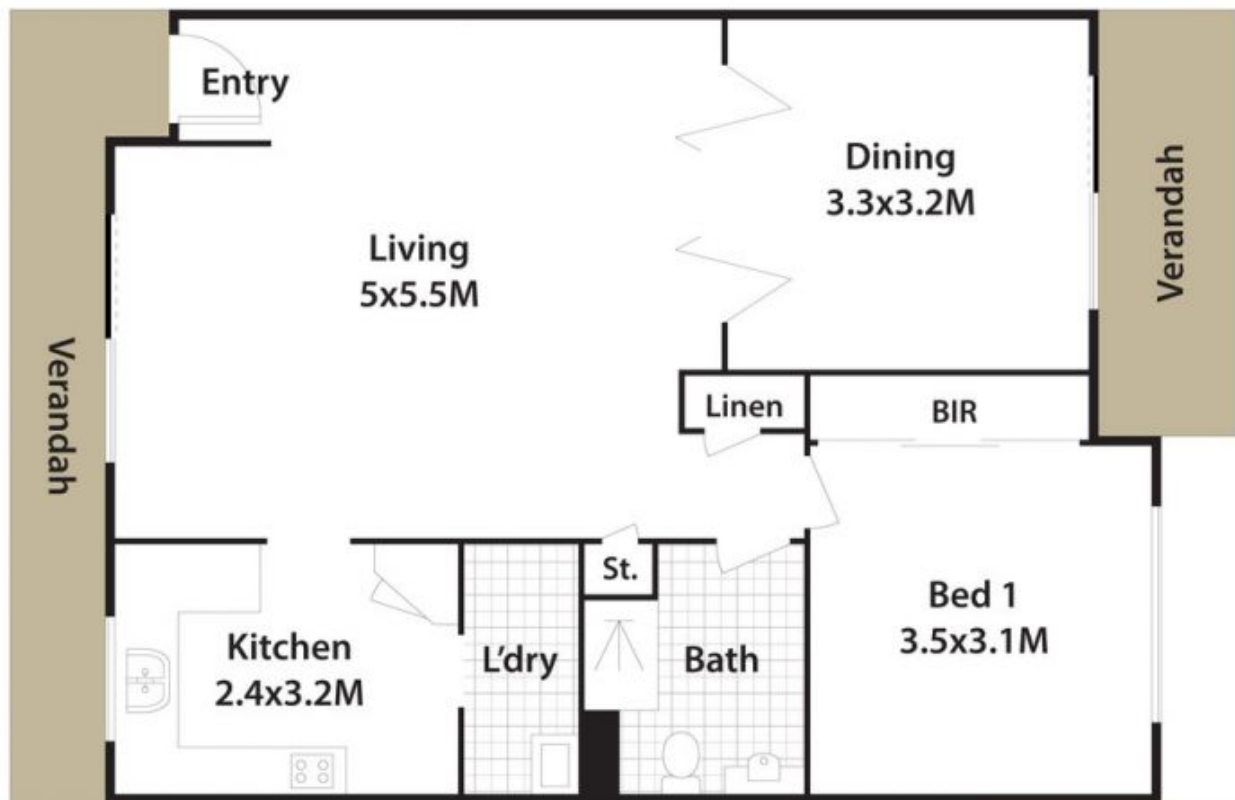 Entry
Dining
3.3x3.2M
Verandah
Living
5x5.5M
Verandah
Linen
BIR
St.
Bed 1
3.5x3.1M
Kitchen
2.4x3.2M
L'dry
Bath